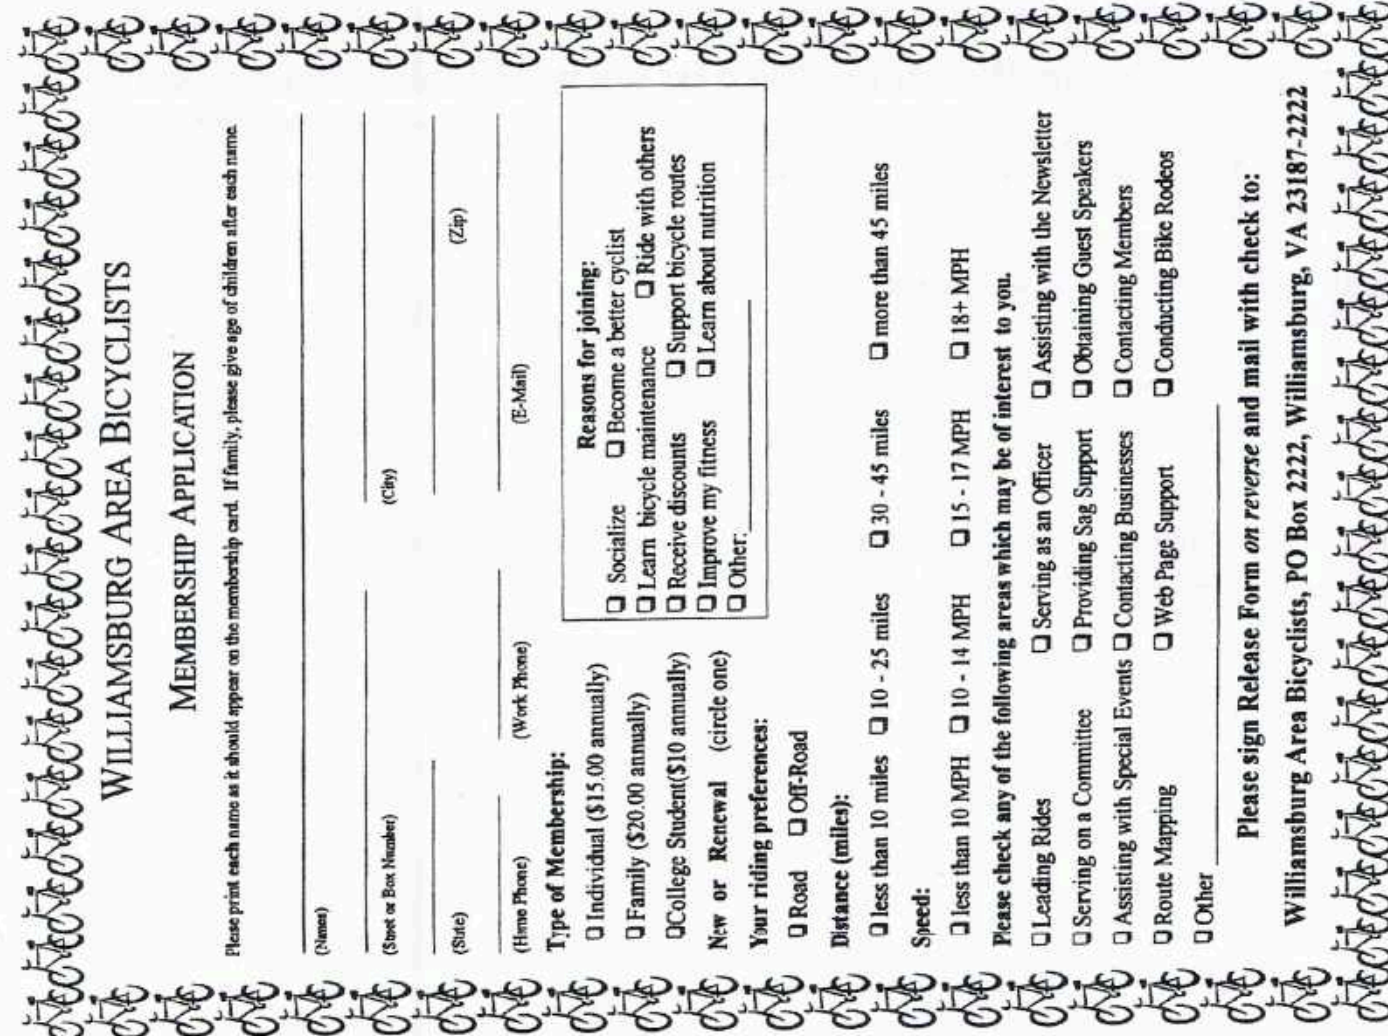 WILLIAMSBURG AREA BICYCLISTS
MEMBERSHIP APPLICATION
Please print each name as it should appear on the membership card. If family, please give age of children after each name.
(Names)
(Street or Box Number) (City)
(State) (Zip)
(Home Phone) (Work Phone) (E-Mail)
Type of Membership:
❑ Individual ($15.00 annually)
❑ Family ($20.00 annually)
❑College Student($10 annually)
New or Renewal (circle one)
Reasons for joining:
❑ Socialize ❑ Become a better cyclist
❑ Learn bicycle maintenance ❑ Ride with others
❑ Receive discounts ❑ Support bicycle routes
❑ Improve my fitness ❑ Learn about nutrition
❑ Other:
Your riding preferences:
❑ Road ❑ Off-Road
Distance (miles):
❑ less than 10 miles ❑ 10 - 25 miles ❑ 30 - 45 miles ❑ more than 45 miles
Speed:
❑ less than 10 MPH ❑ 10 - 14 MPH ❑ 15 - 17 MPH ❑ 18+ MPH
Please check any of the following areas which may be of interest to you.
❑ Leading Rides ❑ Serving as an Officer ❑ Assisting with the Newsletter
❑ Serving on a Committee ❑ Providing Sag Support ❑ Obtaining Guest Speakers
❑ Assisting with Special Events ❑ Contacting Businesses ❑ Contacting Members
❑ Route Mapping ❑ Web Page Support ❑ Conducting Bike Rodeos
❑ Other
Please sign Release Form on reverse and mail with check to:
Williamsburg Area Bicyclists, PO Box 2222, Williamsburg, VA 23187-2222